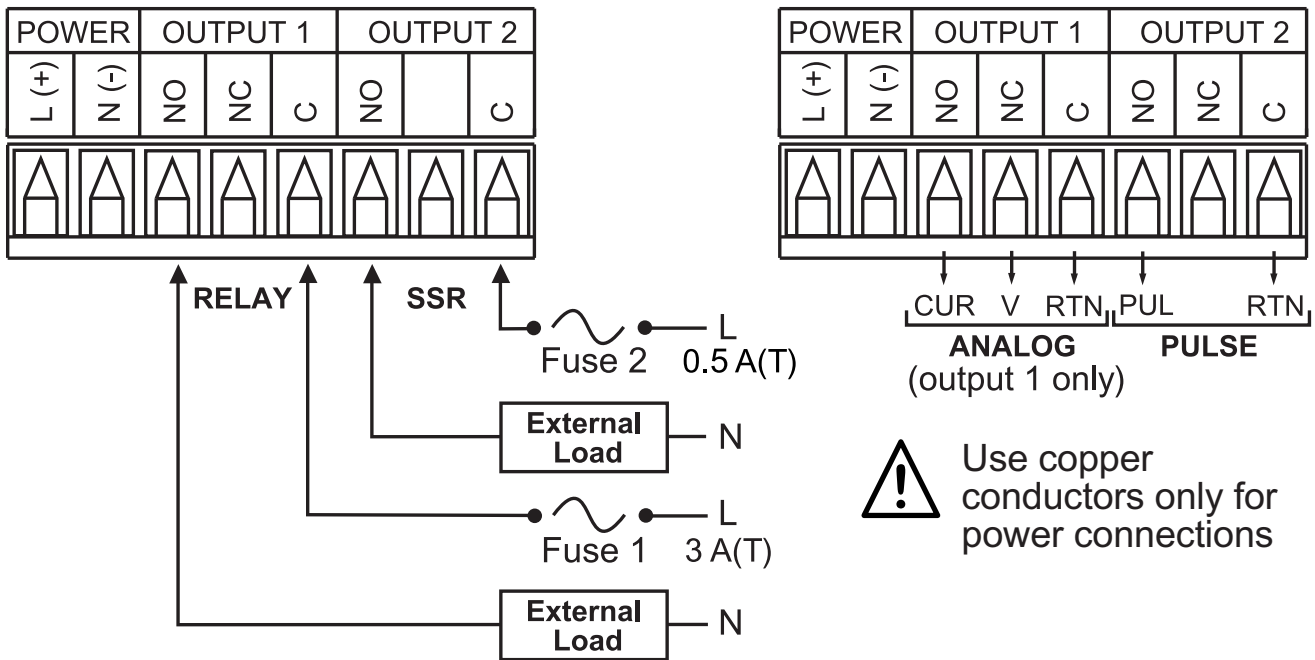 POWER OUTPUT 1 OUTPUT 2
L (+) N (-) NO NC C NO C
RELAY SSR
L
Fuse 2 0.5 A(T)
External
Load
N
L
Fuse 1 3 A(T)
External
Load
N
POWER OUTPUT 1 OUTPUT 2
L (+) N (-) NO NC C NO NC C
CUR V RTN PUL RTN
ANALOG PULSE
(output 1 only)
! Use copper
conductors only for
power connections